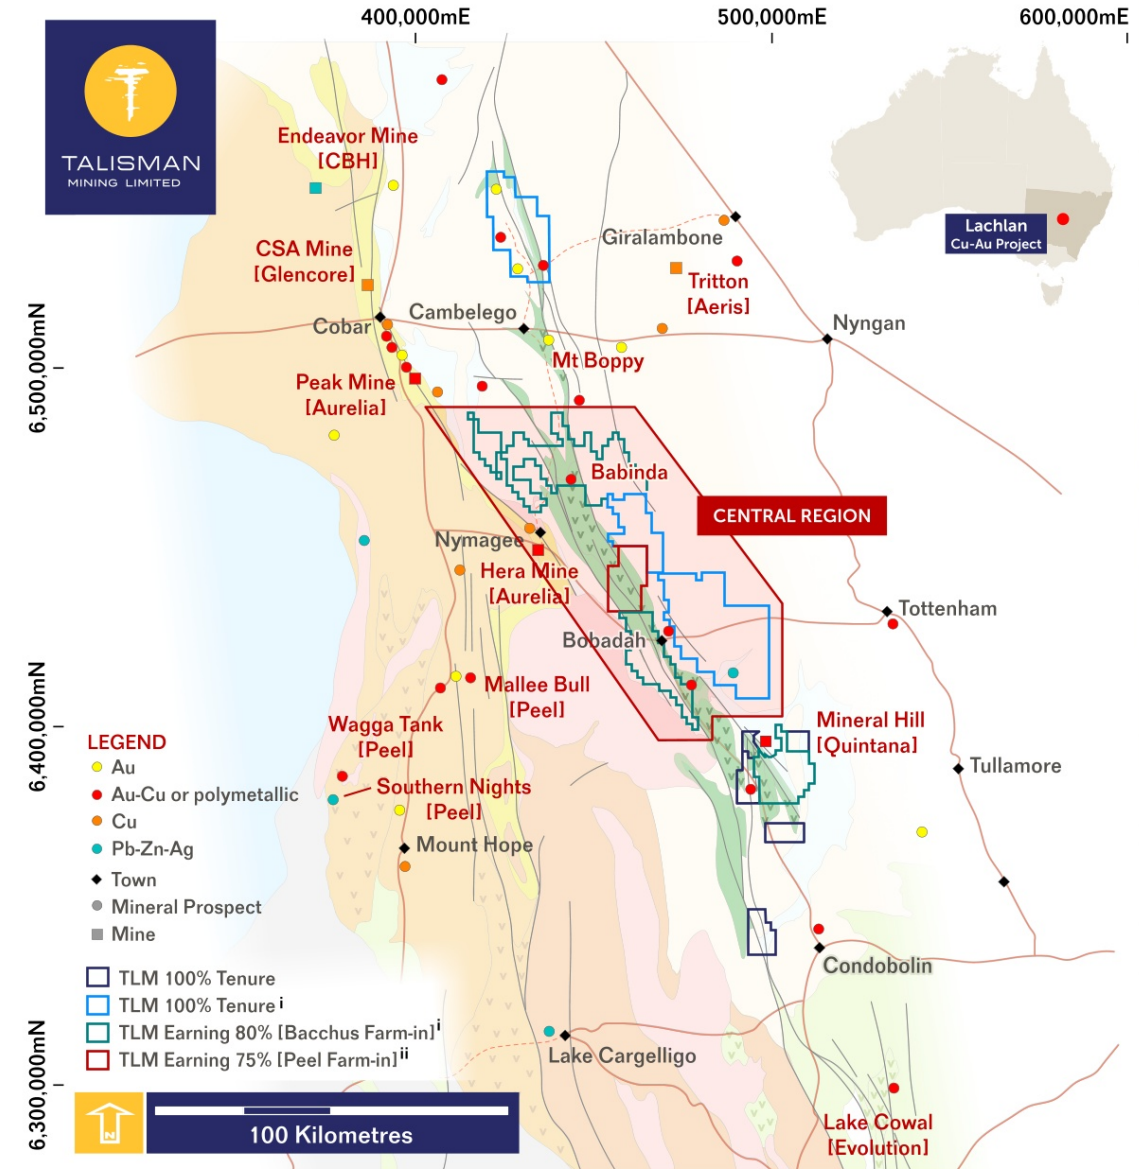 400,000mE
500,000mE
600,000mE
TALISMAN
MINING LIMITED
Endeavor Mine
[CBH]
CSA Mine
[Glencore]
Giralambone
Tritton
[Aeris]
Lachlan
Cu-Au Project
Cobar
Cambelego
Nyngan
6,500,000mN
Mt Boppy
Peak Mine
[Aurelia]
Babinda
CENTRAL REGION
Nymagee
Hera Mine
[Aurelia]
Tottenham
Bobadah
Mallee Bull
[Peel]
6,400,000mN
Wagga Tank
[Peel]
Mineral Hill
[Quintana]
Tullamore
Southern Nights
[Peel]
Mount Hope
LEGEND
Au
Au-Cu or polymetallic
Cu
Pb-Zn-Ag
Town
Mineral Prospect
Mine
TLM 100% Tenure
TLM 100% Tenure i
TLM Earning 80% [Bacchus Farm-in] i
TLM Earning 75% [Peel Farm-in] ii
Condobolin
Lake Cargelligo
6,300,000mN
N
100 Kilometres
Lake Cowal
[Evolution]